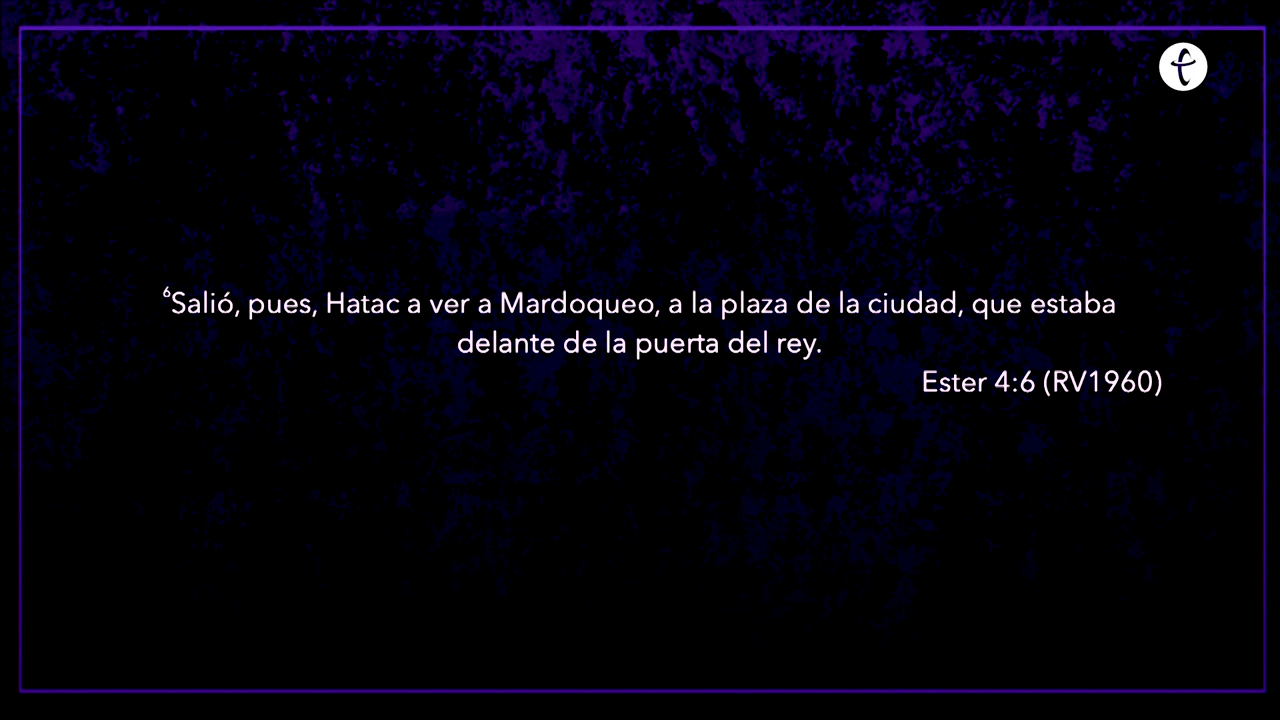 ⁶Salió, pues, Hatac a ver a Mardoqueo, a la plaza de la ciudad, que estaba
delante de la puerta del rey.
Ester 4:6 (RV1960)